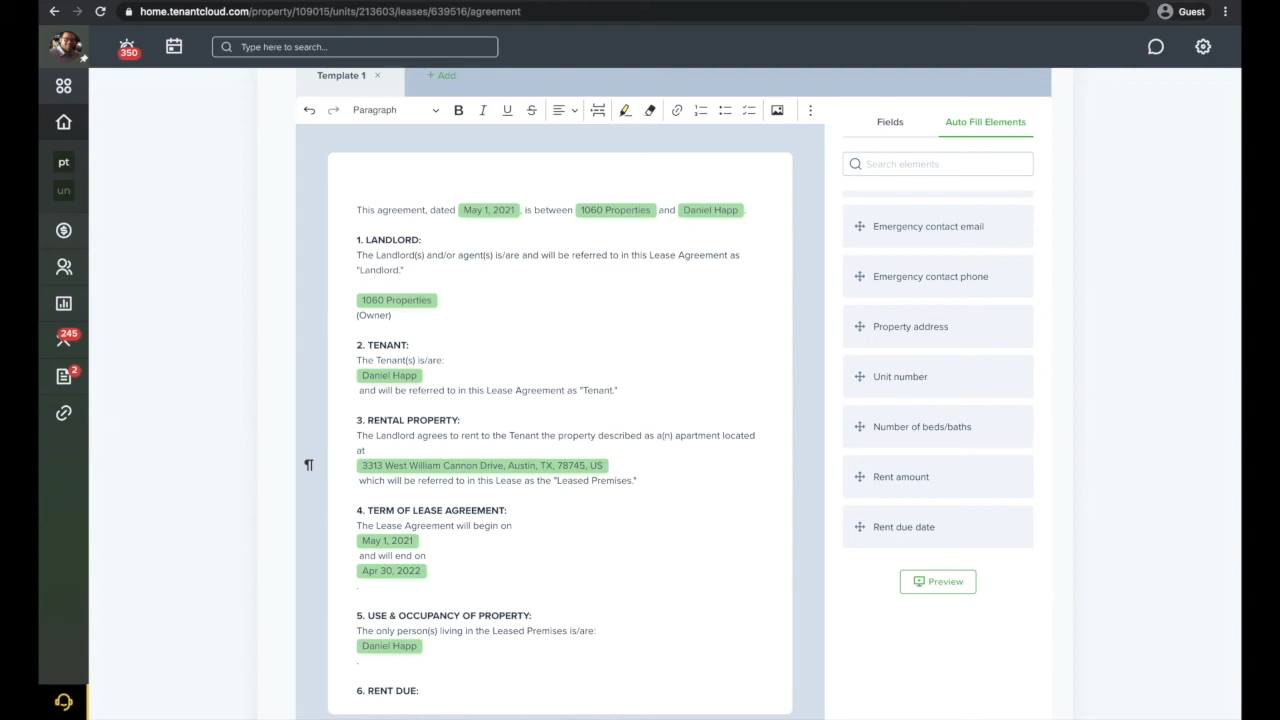 home.tenantcloud.com/property/109015/units/213603/leases/639516/agreement
Guest
350
Type here to search...
Template 1 ×
+ Add
Paragraph
B I U S
Fields
Auto Fill Elements
Search elements
pt
un
245
2
This agreement, dated May 1, 2021 , is between 1060 Properties and Daniel Happ .
1. LANDLORD:
The Landlord(s) and/or agent(s) is/are and will be referred to in this Lease Agreement as
"Landlord."
1060 Properties
(Owner)
2. TENANT:
The Tenant(s) is/are:
Daniel Happ
and will be referred to in this Lease Agreement as "Tenant."
3. RENTAL PROPERTY:
The Landlord agrees to rent to the Tenant the property described as a(n) apartment located
at
¶
3313 West William Cannon Drive, Austin, TX, 78745, US
which will be referred to in this Lease as the "Leased Premises."
4. TERM OF LEASE AGREEMENT:
The Lease Agreement will begin on
May 1, 2021
and will end on
Apr 30, 2022
.
5. USE & OCCUPANCY OF PROPERTY:
The only person(s) living in the Leased Premises is/are:
Daniel Happ
.
6. RENT DUE:
Emergency contact email
Emergency contact phone
Property address
Unit number
Number of beds/baths
Rent amount
Rent due date
Preview